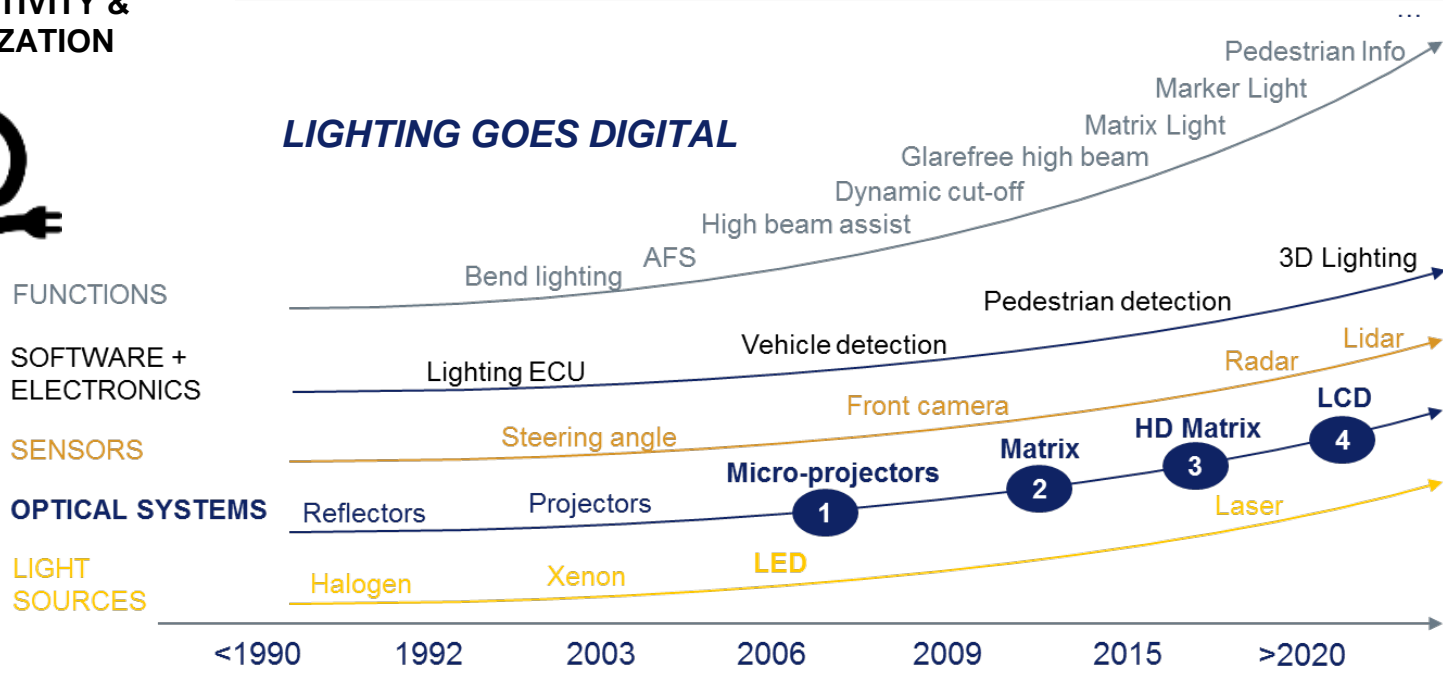 TIVITY &
ZATION
...
LIGHTING GOES DIGITAL
Pedestrian Info
Marker Light
Matrix Light
Glarefree high beam
Dynamic cut-off
High beam assist
AFS
Bend lighting
FUNCTIONS
3D Lighting
Pedestrian detection
Vehicle detection
Lighting ECU
SOFTWARE +
ELECTRONICS
Lidar
Radar
Front camera
Steering angle
SENSORS
LCD
4
HD Matrix
3
Matrix
2
Micro-projectors
1
Projectors
Reflectors
OPTICAL SYSTEMS
Laser
LED
Xenon
Halogen
LIGHT
SOURCES
<1990 1992 2003 2006 2009 2015 >2020